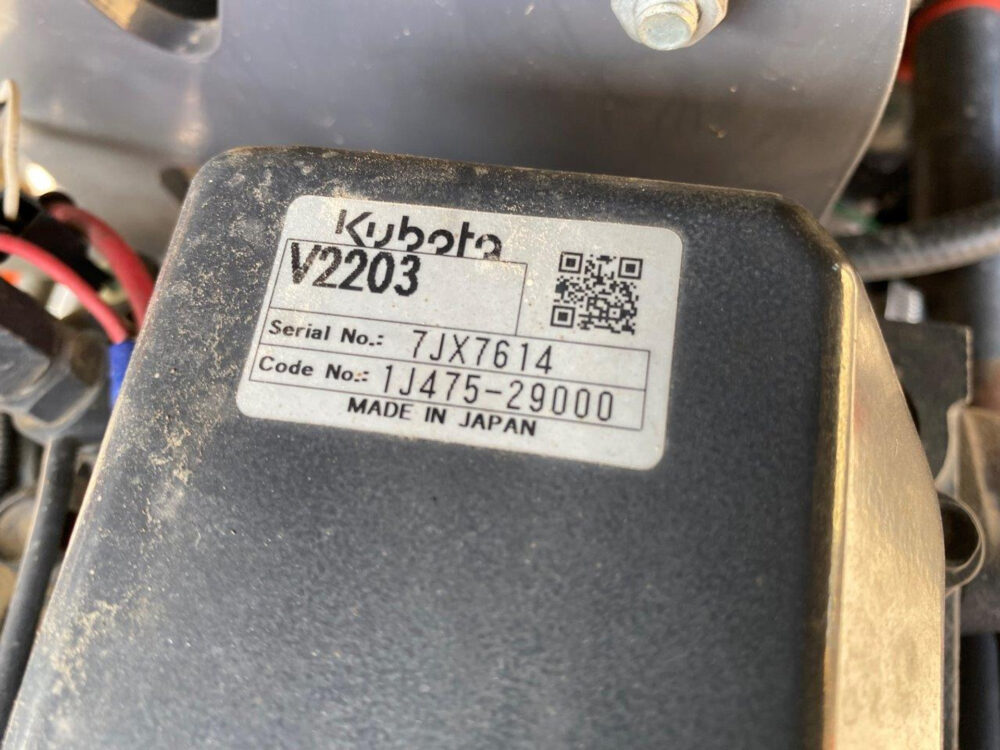 Kubota
V2203
Serial No.: 7JX7614
Code No.: 1J475-29000
MADE IN JAPAN